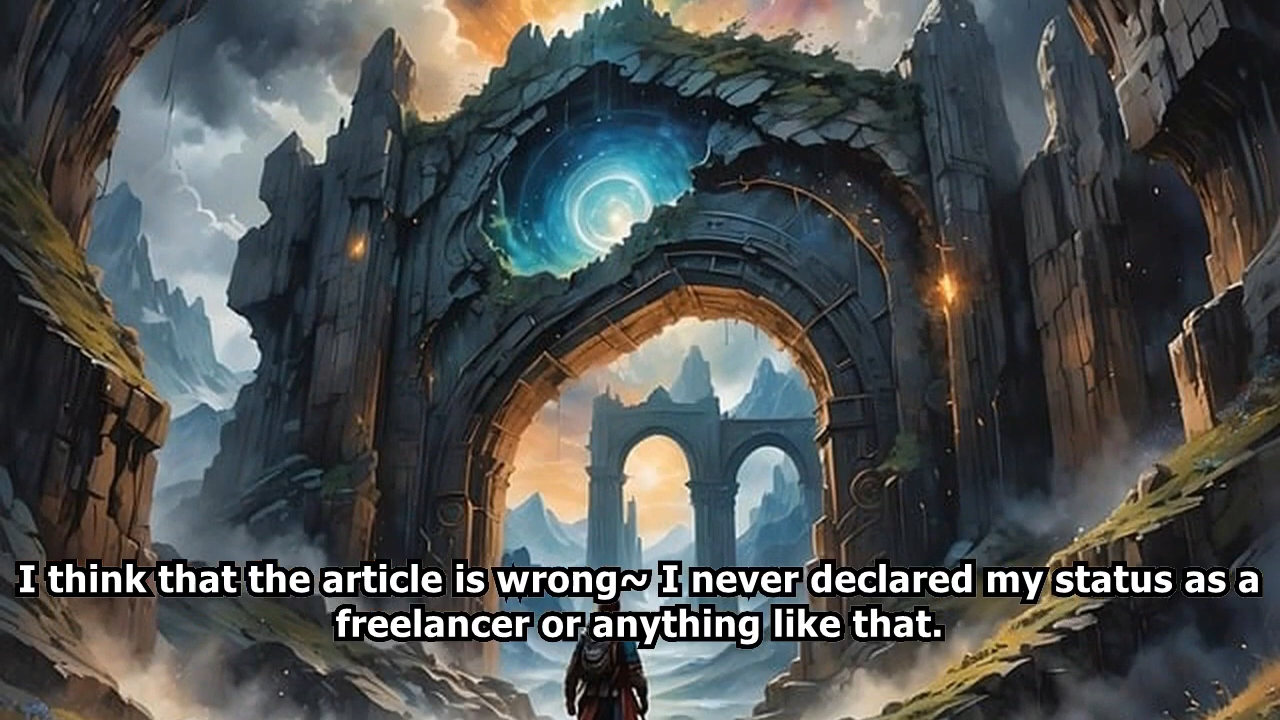 I think that the article is wrong~ I never declared my status as a
freelancer or anything like that.